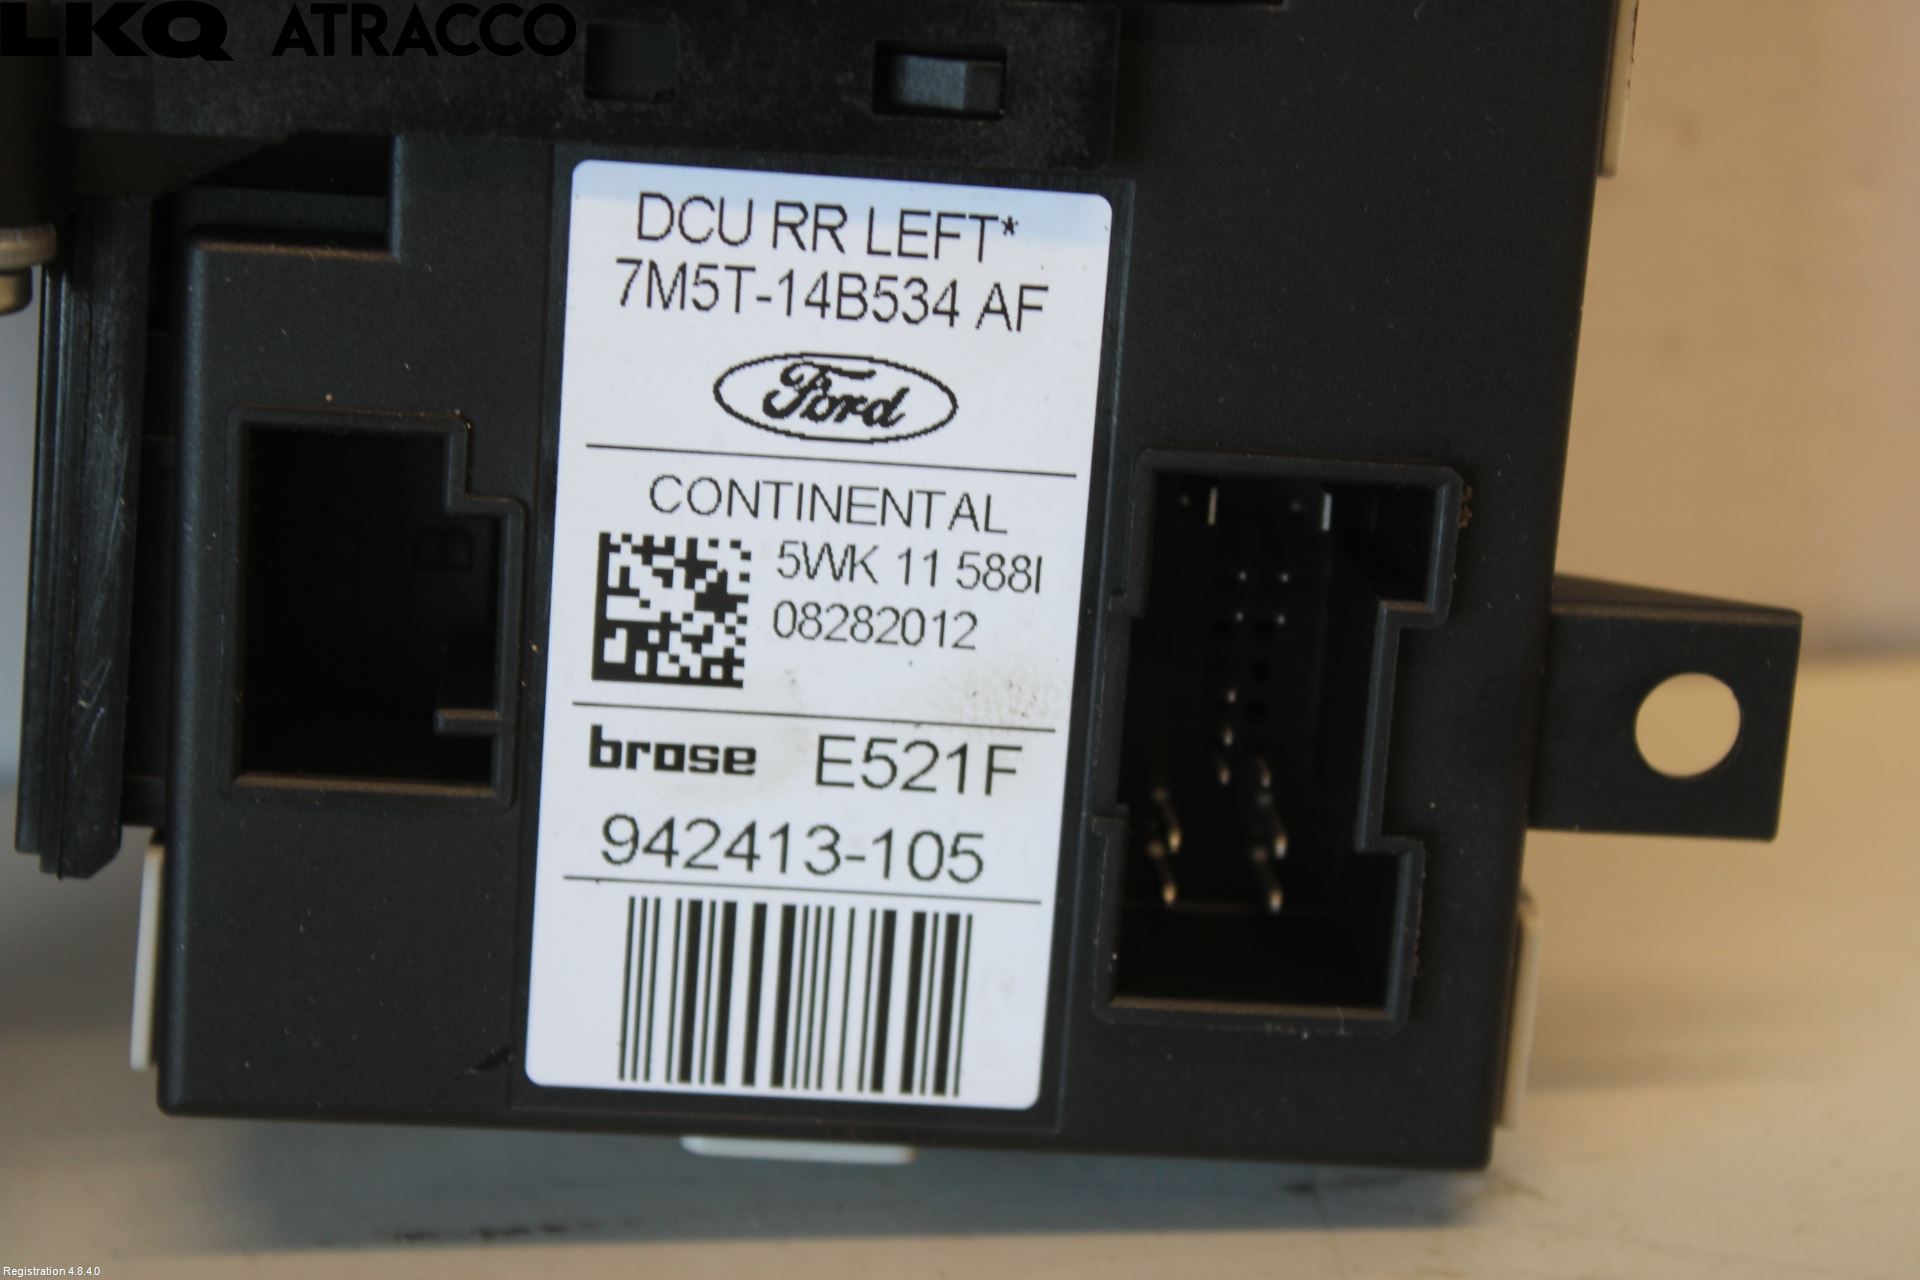 LKQ ATRACCO
DCU RR LEFT*
7M5T-14B534 AF
Ford
CONTINENTAL
5WK 11 588I
08282012
brose E521F
942413-105
B
Registration 4.8.4.0